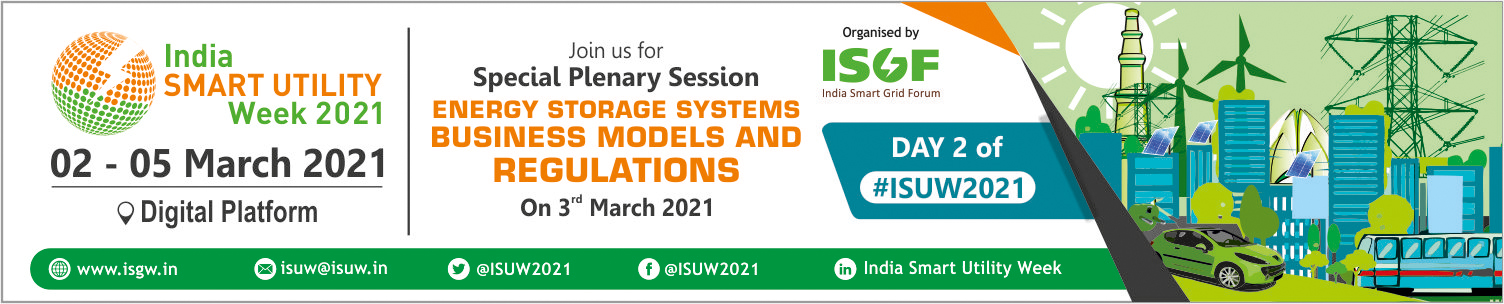 India
SMART UTILITY
Week 2021
02 - 05 March 2021
Digital Platform
Join us for
Special Plenary Session
ENERGY STORAGE SYSTEMS
BUSINESS MODELS AND
REGULATIONS
On 3rd March 2021
Organised by
ISGF
India Smart Grid Forum
DAY 2 of
#ISUW2021
www.isgw.in
isuw@isuw.in
@ISUW2021
@ISUW2021
India Smart Utility Week